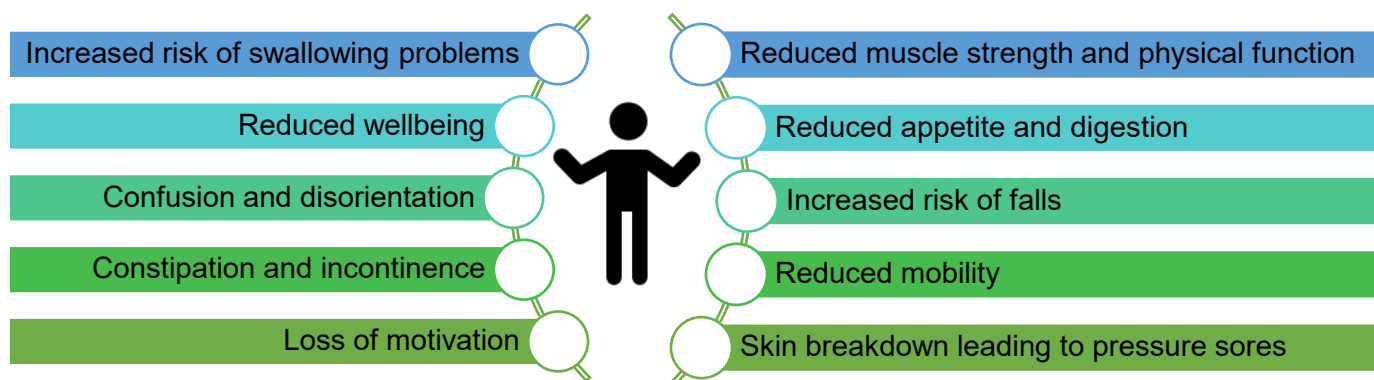 Increased risk of swallowing problems
Reduced wellbeing
Confusion and disorientation
Constipation and incontinence
Loss of motivation
Reduced muscle strength and physical function
Reduced appetite and digestion
Increased risk of falls
Reduced mobility
Skin breakdown leading to pressure sores